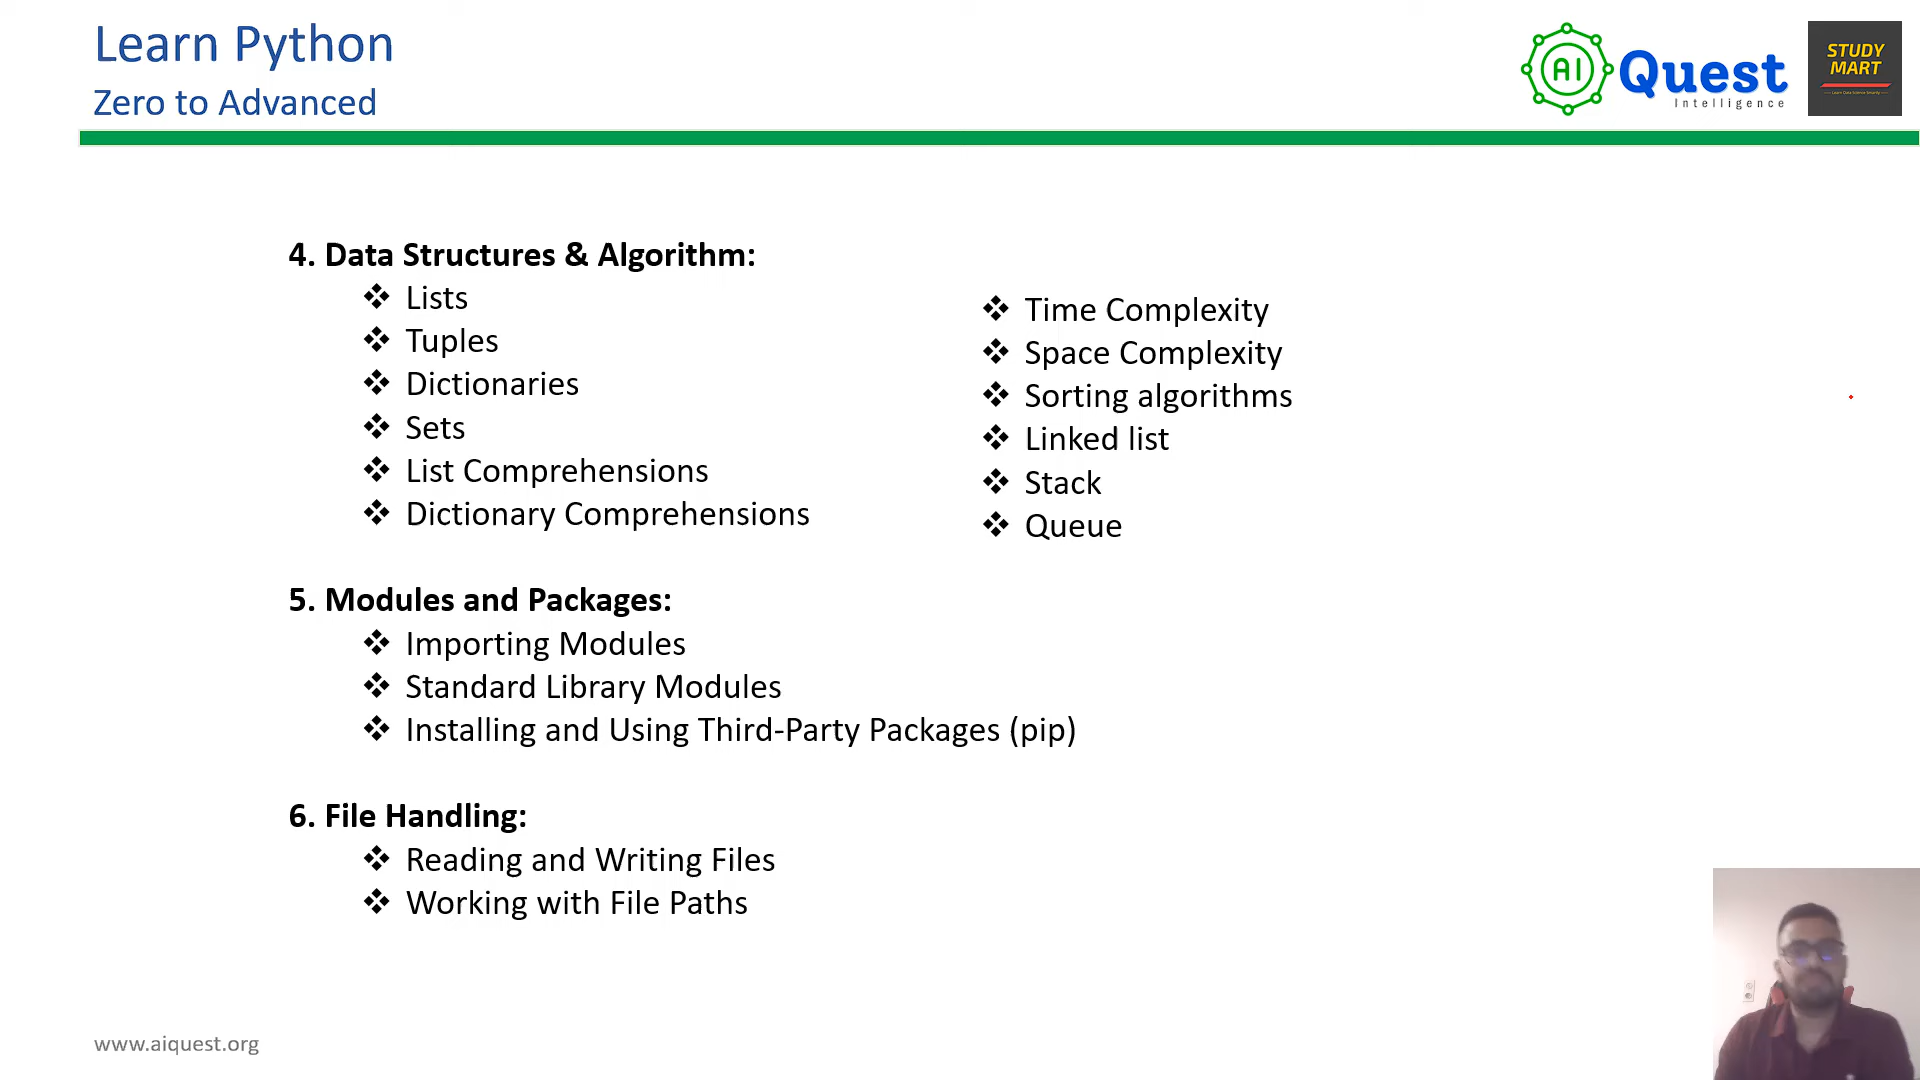 Learn Python
Zero to Advanced
AI Quest
Intelligence
STUDY
MART
4. Data Structures & Algorithm:
❖ Lists
❖ Tuples
❖ Dictionaries
❖ Sets
❖ List Comprehensions
❖ Dictionary Comprehensions
❖ Time Complexity
❖ Space Complexity
❖ Sorting algorithms
❖ Linked list
❖ Stack
❖ Queue
5. Modules and Packages:
❖ Importing Modules
❖ Standard Library Modules
❖ Installing and Using Third-Party Packages (pip)
6. File Handling:
❖ Reading and Writing Files
❖ Working with File Paths
www.aiquest.org